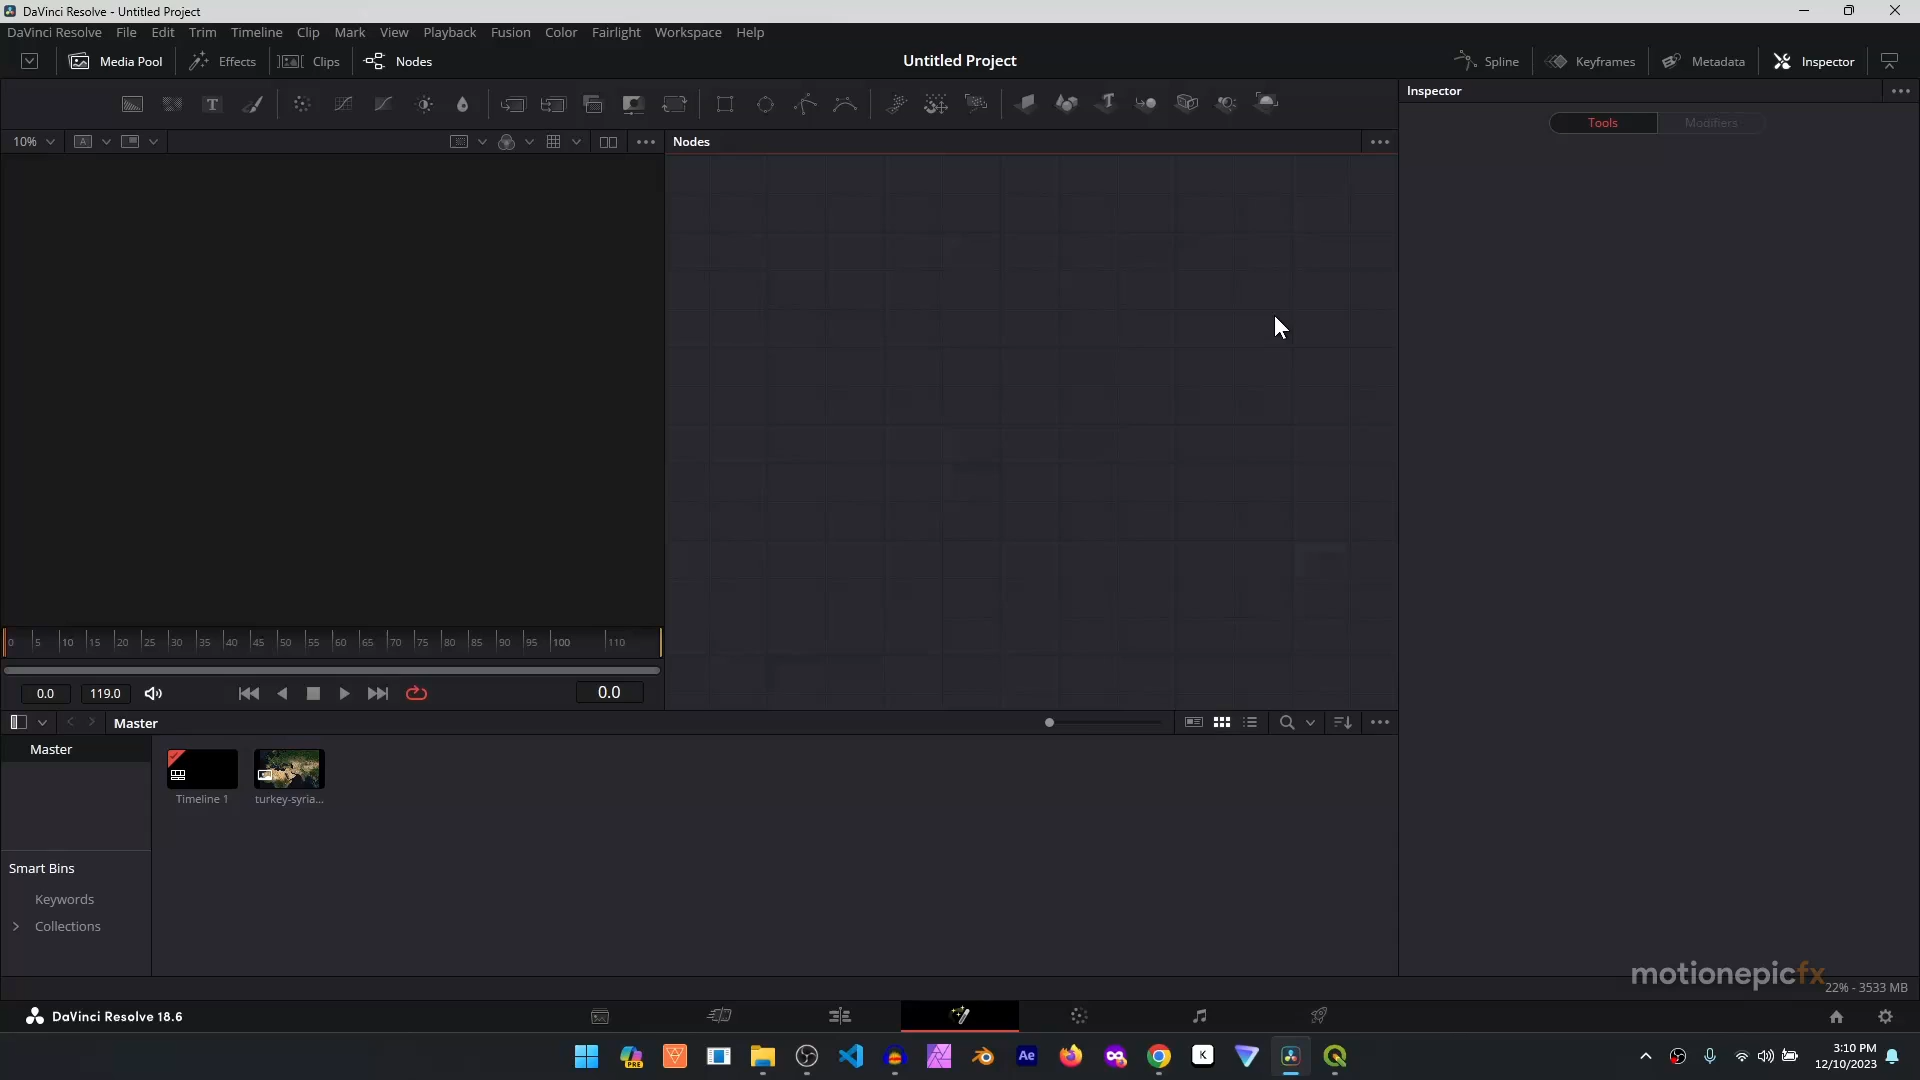 DaVinci Resolve - Untitled Project
DaVinci Resolve File Edit Trim Timeline Clip Mark View Playback Fusion Color Fairlight Workspace Help
Media Pool Effects Clips Nodes Untitled Project Spline Keyframes Metadata Inspector
Inspector
Tools Modifiers
10% A Nodes
0 5 10 15 20 25 30 35 40 45 50 55 60 65 70 75 80 85 90 95 100 110
0.0 119.0 0.0
Master
Master
Timeline 1 turkey-syria...
Smart Bins
Keywords
Collections
motionepicfx
22% - 3533 MB
DaVinci Resolve 18.6
PRE Ae K
3:10 PM
12/10/2023